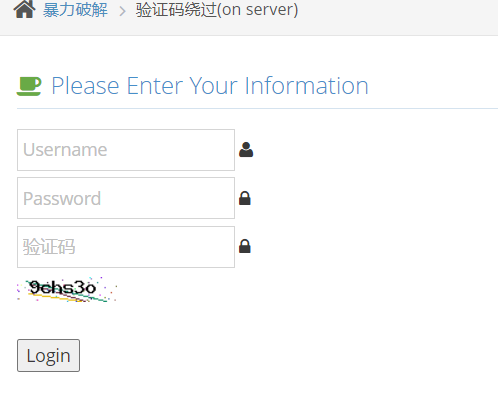 暴力破解 > 验证码绕过(on server)
Please Enter Your Information
Username
Password
验证码
Login